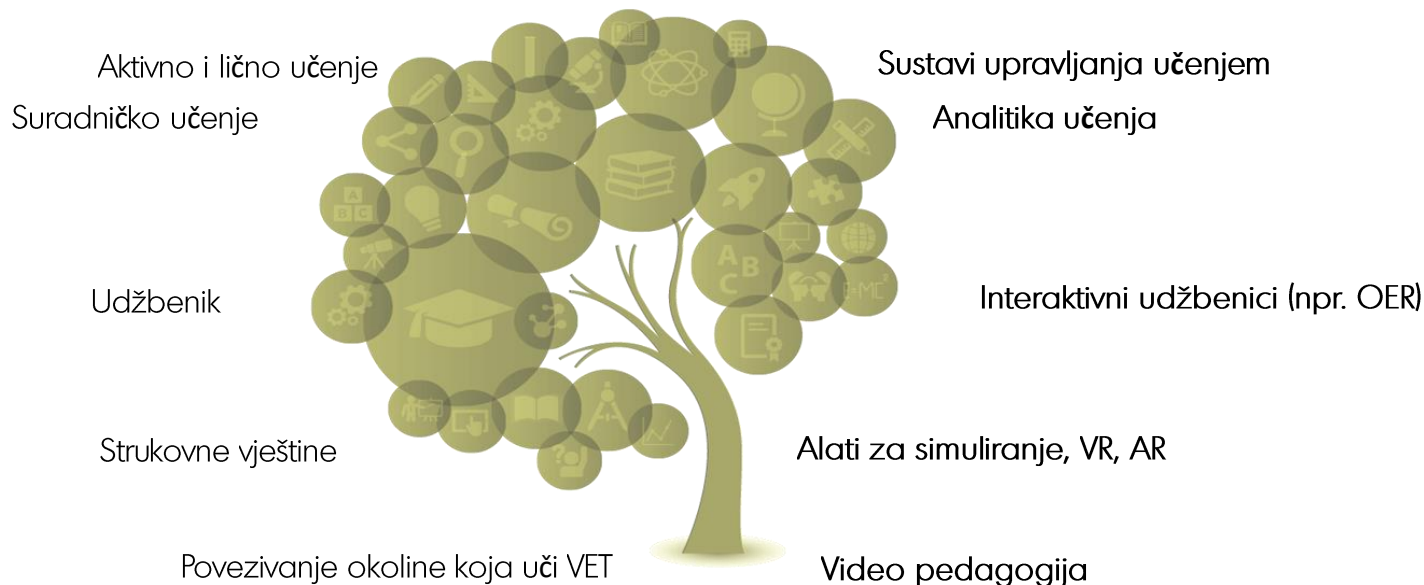 Aktivno i lično učenje
Sustavi upravljanja učenjem
Suradničko učenje
Analitika učenja
A
B C
A
B
C
E=MC²
Udžbenik
Interaktivni udžbenici (npr. OER)
Strukovne vještine
Alati za simuliranje, VR, AR
Povezivanje okoline koja uči VET
Video pedagogija